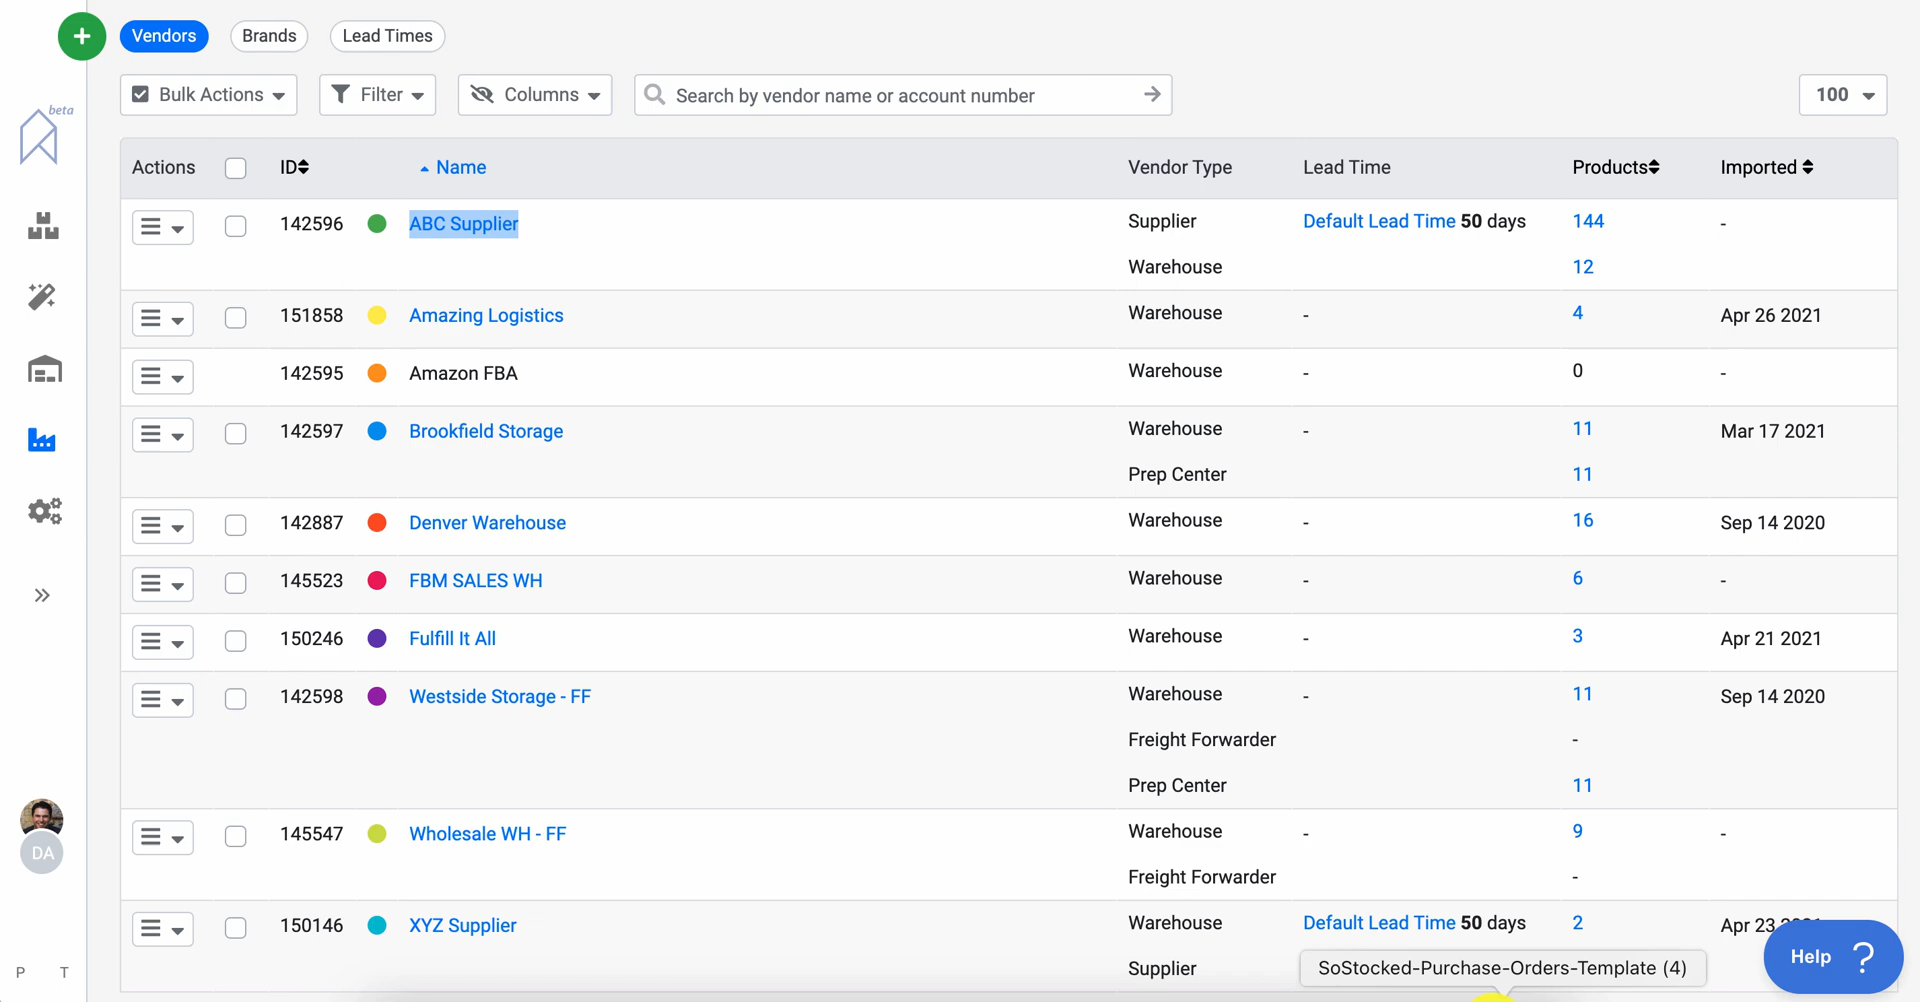 + Vendors Brands Lead Times
Bulk Actions Filter Columns Search by vendor name or account number 100
beta
Actions ID Name Vendor Type Lead Time Products Imported
142596 ABC Supplier Supplier Default Lead Time 50 days 144 -
Warehouse 12
151858 Amazing Logistics Warehouse - 4 Apr 26 2021
142595 Amazon FBA Warehouse - 0 -
142597 Brookfield Storage Warehouse - 11 Mar 17 2021
Prep Center 11
142887 Denver Warehouse Warehouse - 16 Sep 14 2020
145523 FBM SALES WH Warehouse - 6 -
150246 Fulfill It All Warehouse - 3 Apr 21 2021
142598 Westside Storage - FF Warehouse - 11 Sep 14 2020
Freight Forwarder -
Prep Center 11
145547 Wholesale WH - FF Warehouse - 9 -
Freight Forwarder -
DA
150146 XYZ Supplier Warehouse Default Lead Time 50 days 2 Apr 23
Supplier
SoStocked-Purchase-Orders-Template (4)
Help ?
P T